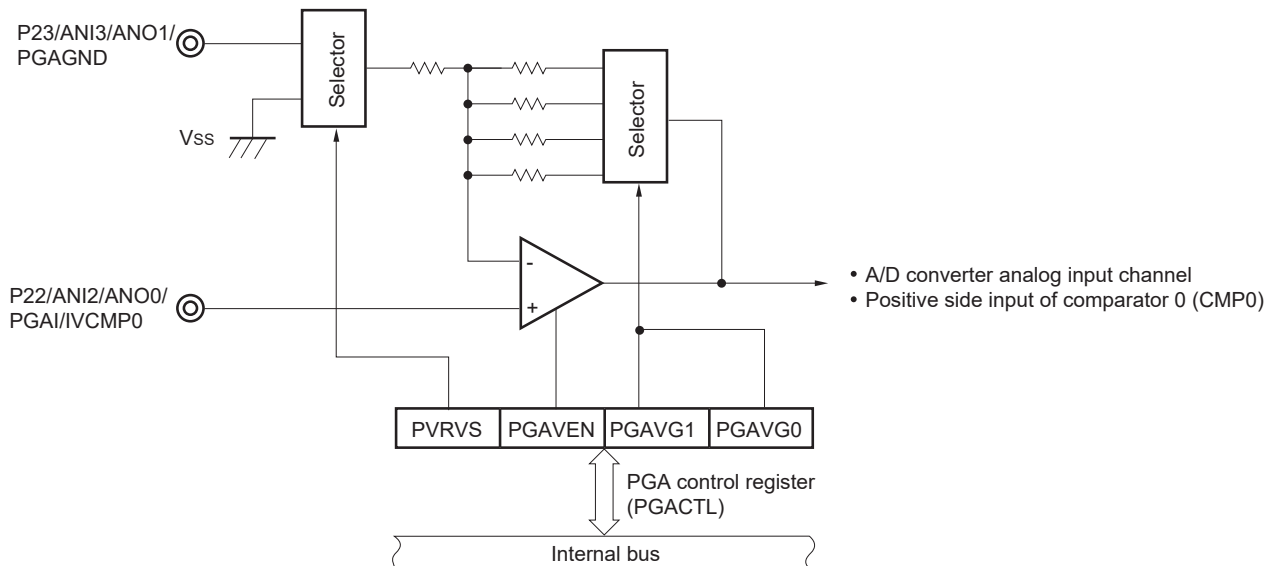 P23/ANI3/ANO1/
PGAGND
Selector
Selector
Vss
-
+
P22/ANI2/ANO0/
PGAI/IVCMP0
• A/D converter analog input channel
• Positive side input of comparator 0 (CMP0)
PVRVS PGAVEN PGAVG1 PGAVG0
PGA control register
(PGACTL)
Internal bus